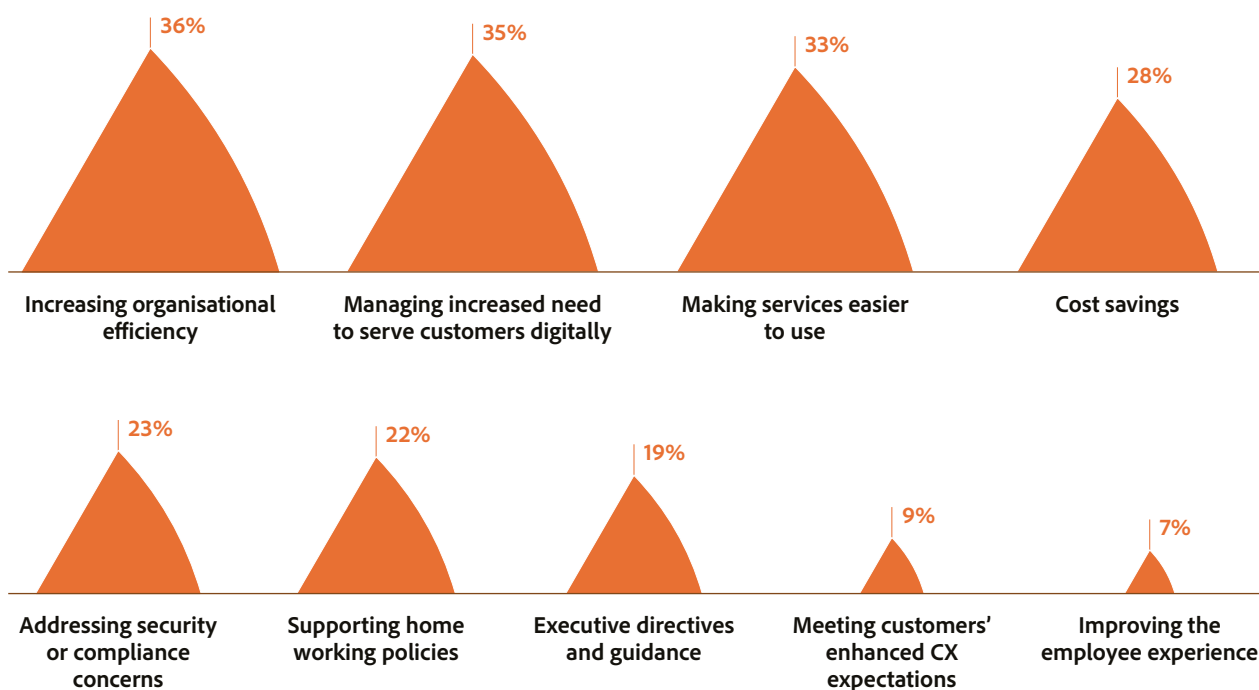 36%
35%
33%
28%
Increasing organisational
efficiency
Managing increased need
to serve customers digitally
Making services easier
to use
Cost savings
23%
22%
19%
9%
7%
Addressing security
or compliance
concerns
Supporting home
working policies
Executive directives
and guidance
Meeting customers’
enhanced CX
expectations
Improving the
employee experience